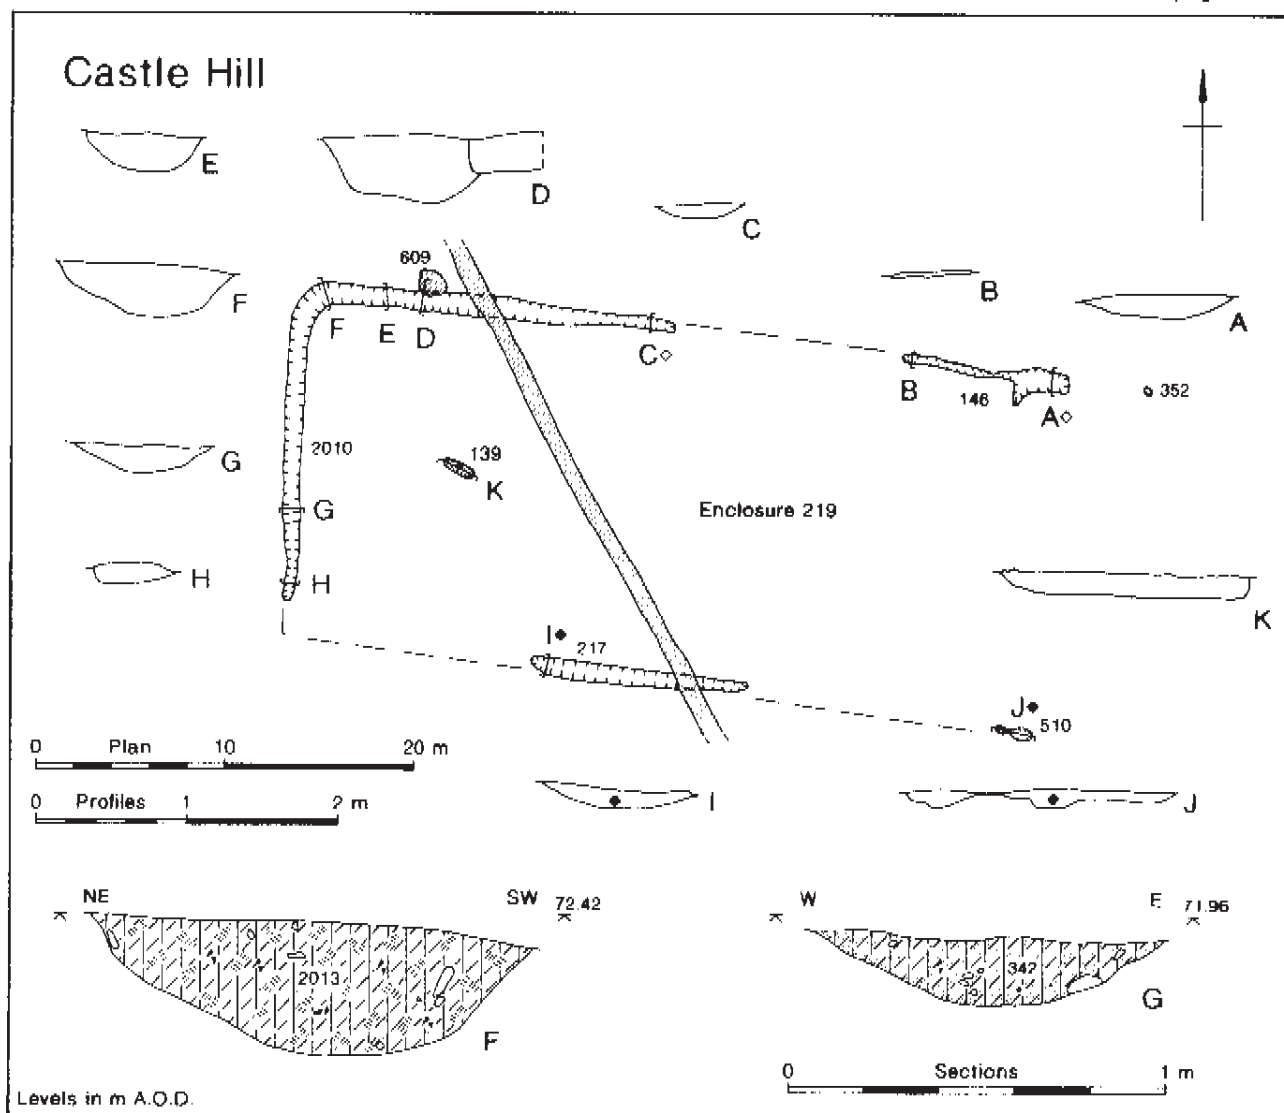 Castle Hill
E
D
C
609
B
F
A
F E D
C
B
146
A
352
2010
139
G
K
G
Enclosure 219
H
H
K
I
217
J
510
0 Plan 10 20 m
0 Profiles 1 2 m
I
J
NE SW 72.42
W E 71.96
2013
342
F
G
0 Sections 1 m
Levels in m A.O.D.